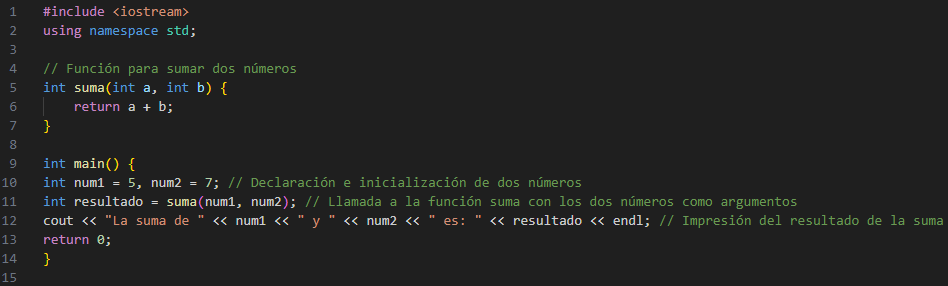 1 #include <iostream>
2 using namespace std;
3
4 // Función para sumar dos números
5 int suma(int a, int b) {
6     return a + b;
7 }
8
9 int main() {
10 int num1 = 5, num2 = 7; // Declaración e inicialización de dos números
11 int resultado = suma(num1, num2); // Llamada a la función suma con los dos números como argumentos
12 cout << "La suma de " << num1 << " y " << num2 << " es: " << resultado << endl; // Impresión del resultado de la suma
13 return 0;
14 }
15